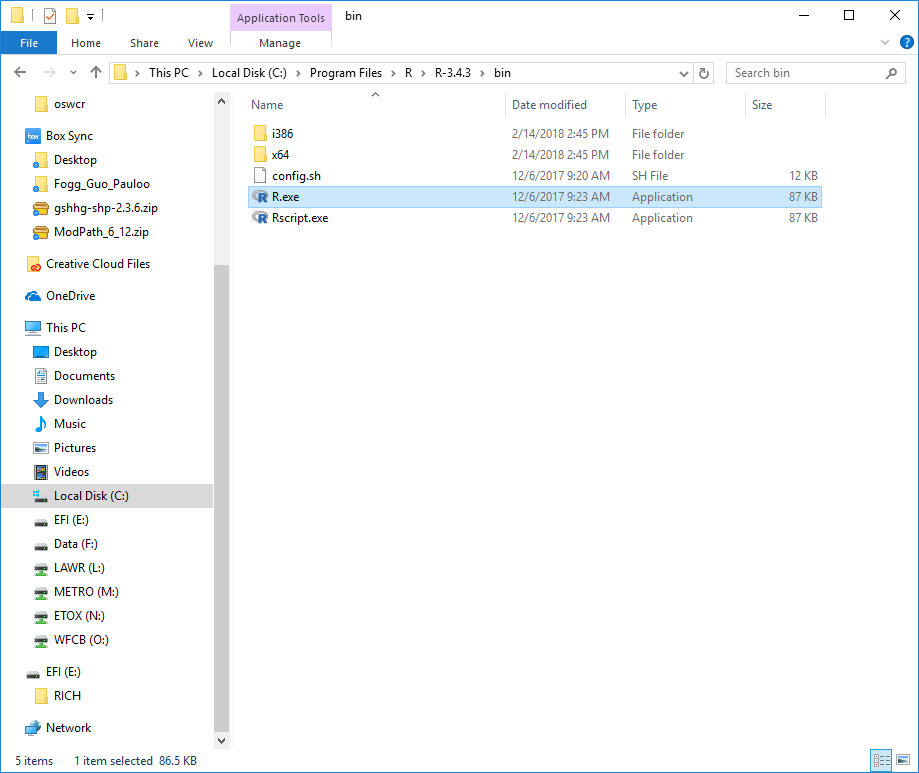 Application Tools bin
File Home Share View Manage
This PC Local Disk (C:) Program Files R R-3.4.3 bin Search bin
oswcr
Box Sync
Desktop
Fogg_Guo_Pauloo
gshhg-shp-2.3.6.zip
ModPath_6_12.zip
Creative Cloud Files
OneDrive
This PC
Desktop
Documents
Downloads
Music
Pictures
Videos
Local Disk (C:)
EFI (E:)
Data (F:)
LAWR (L:)
METRO (M:)
ETOX (N:)
WFCB (O:)
EFI (E:)
RICH
Network
Name Date modified Type Size
i386 2/14/2018 2:45 PM File folder
x64 2/14/2018 2:45 PM File folder
config.sh 12/6/2017 9:20 AM SH File 12 KB
R.exe 12/6/2017 9:23 AM Application 87 KB
Rscript.exe 12/6/2017 9:23 AM Application 87 KB
5 items 1 item selected 86.5 KB